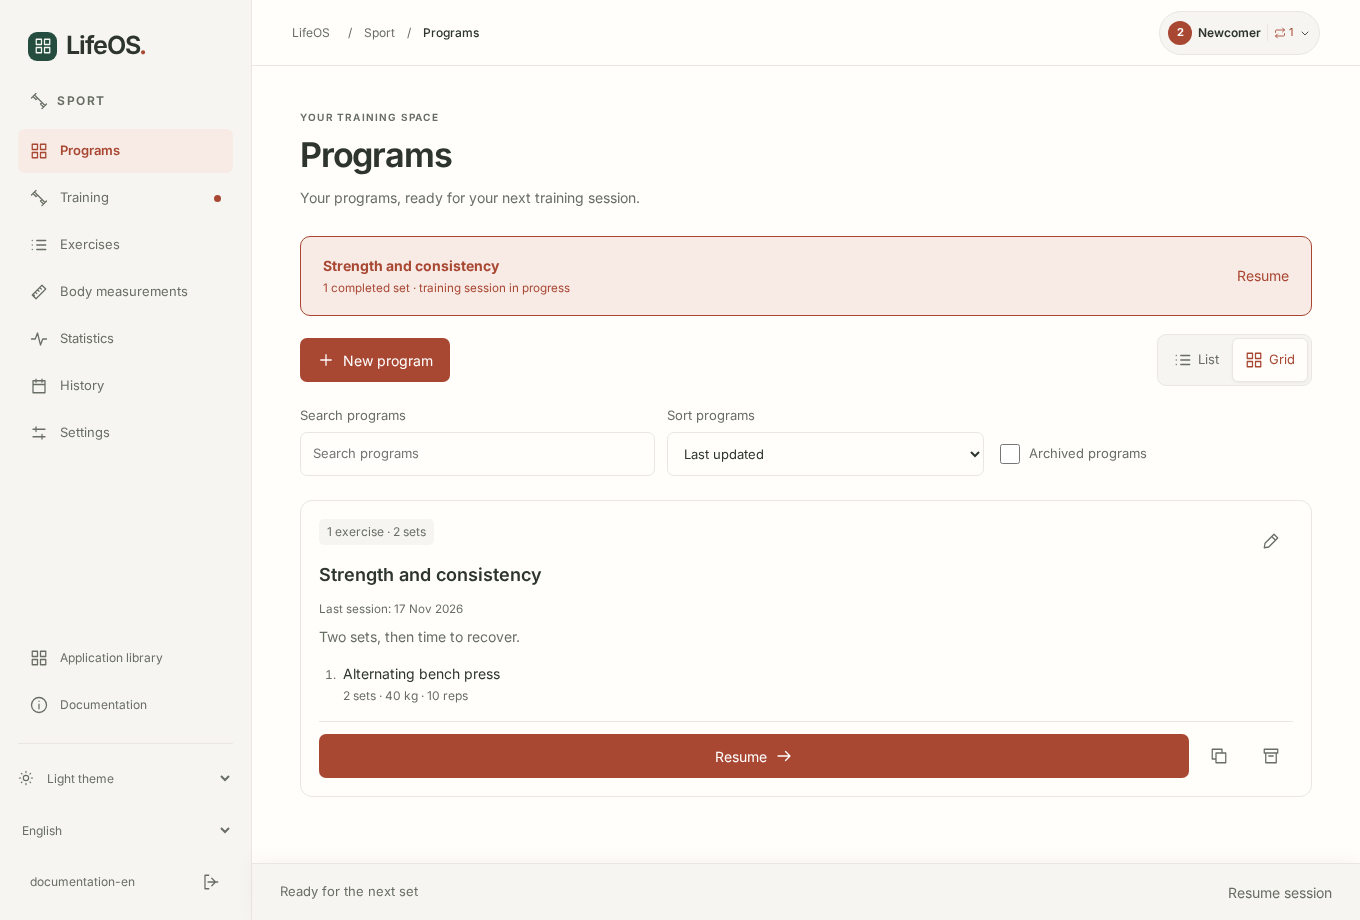 LifeOS.
SPORT
Programs
Training
Exercises
Body measurements
Statistics
History
Settings
Application library
Documentation
Light theme
English
documentation-en
LifeOS / Sport / Programs
2 Newcomer 1
YOUR TRAINING SPACE
Programs
Your programs, ready for your next training session.
Strength and consistency
1 completed set · training session in progress
Resume
New program
List Grid
Search programs Sort programs
Search programs Last updated Archived programs
1 exercise · 2 sets
Strength and consistency
Last session: 17 Nov 2026
Two sets, then time to recover.
1. Alternating bench press
2 sets · 40 kg · 10 reps
Resume →
Ready for the next set
Resume session